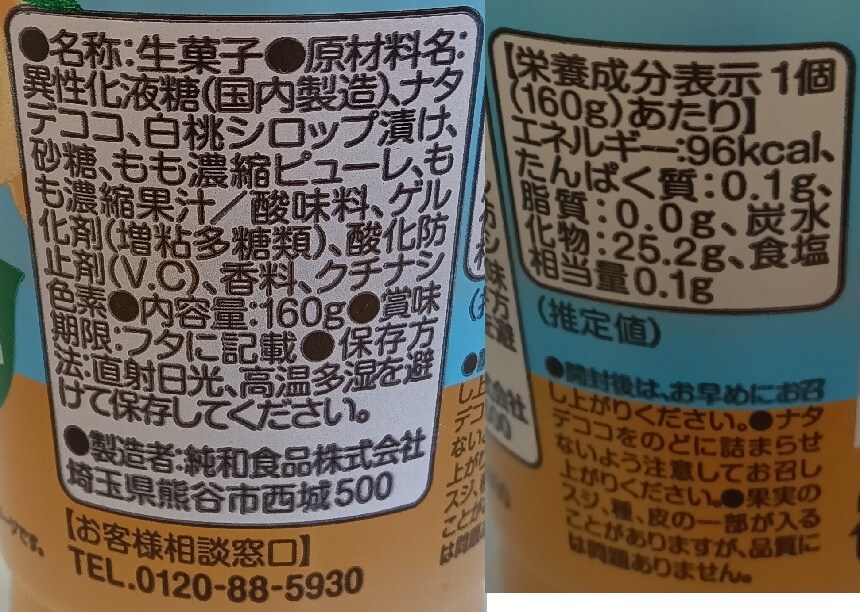 ●名称:生菓子●原材料名:
異性化液糖(国内製造)、ナタ
デココ、白桃シロップ漬け、
砂糖、もも濃縮ピューレ、も
も濃縮果汁/酸味料、ゲル
化剤(増粘多糖類)、酸化防
止剤(V.C)、香料、クチナシ
色素●内容量:160g●賞味
期限:フタに記載●保存方
法:直射日光、高温多湿を避
けて保存してください。
●製造者:純和食品株式会社
埼玉県熊谷市西城500
【お客様相談窓口】
TEL.0120-88-5930
【栄養成分表示 1個
(160g)あたり】
エネルギー:96kcal、
たんぱく質:0.1g、
脂質:0.0g、炭水
化物:25.2g、食塩
相当量0.1g
(推定値)
●開封後は、お早めにお召
し上がりください。●ナタ
デココをのどに詰まらせ
ないよう注意してお召し
上がりください。●果実の
スジ、種、皮の一部が入る
ことがありますが、品質に
は問題ありません。